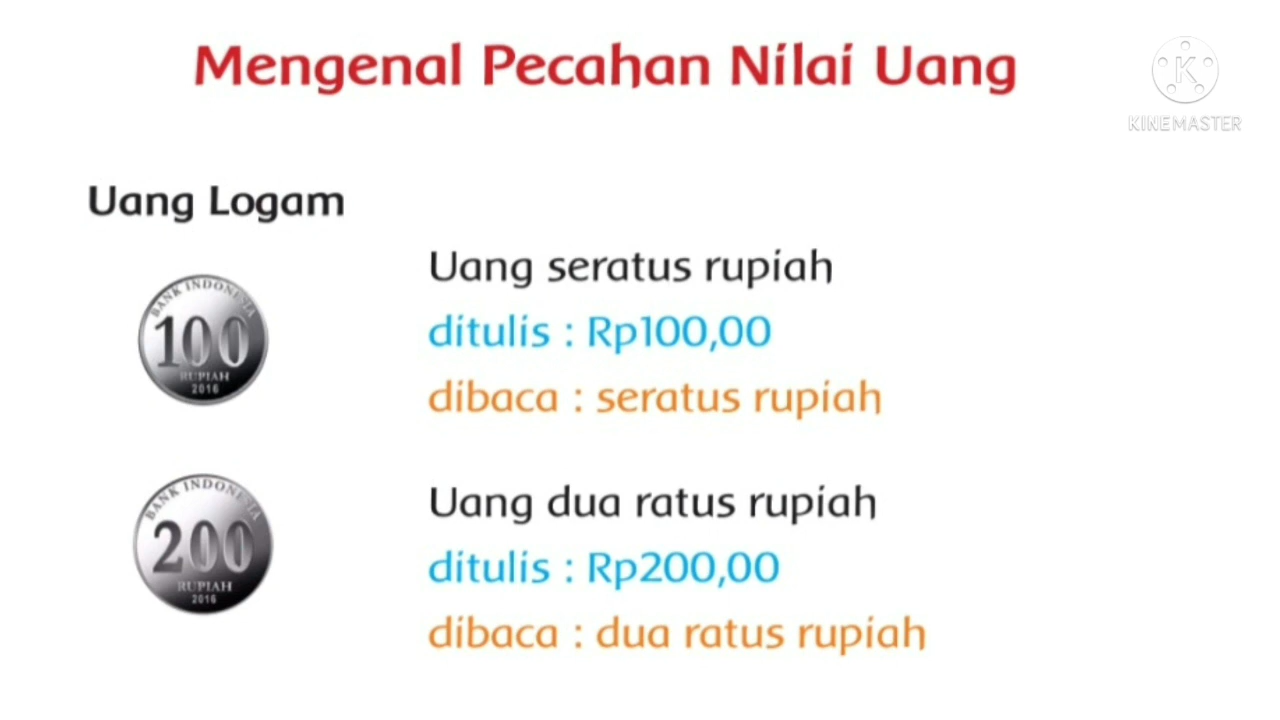 Mengenal Pecahan Nilai Uang
KINEMASTER
Uang Logam
BANK INDONESIA
100
RUPIAH
2016
Uang seratus rupiah
ditulis : Rp100,00
dibaca : seratus rupiah
BANK INDONESIA
200
RUPIAH
2016
Uang dua ratus rupiah
ditulis : Rp200,00
dibaca : dua ratus rupiah